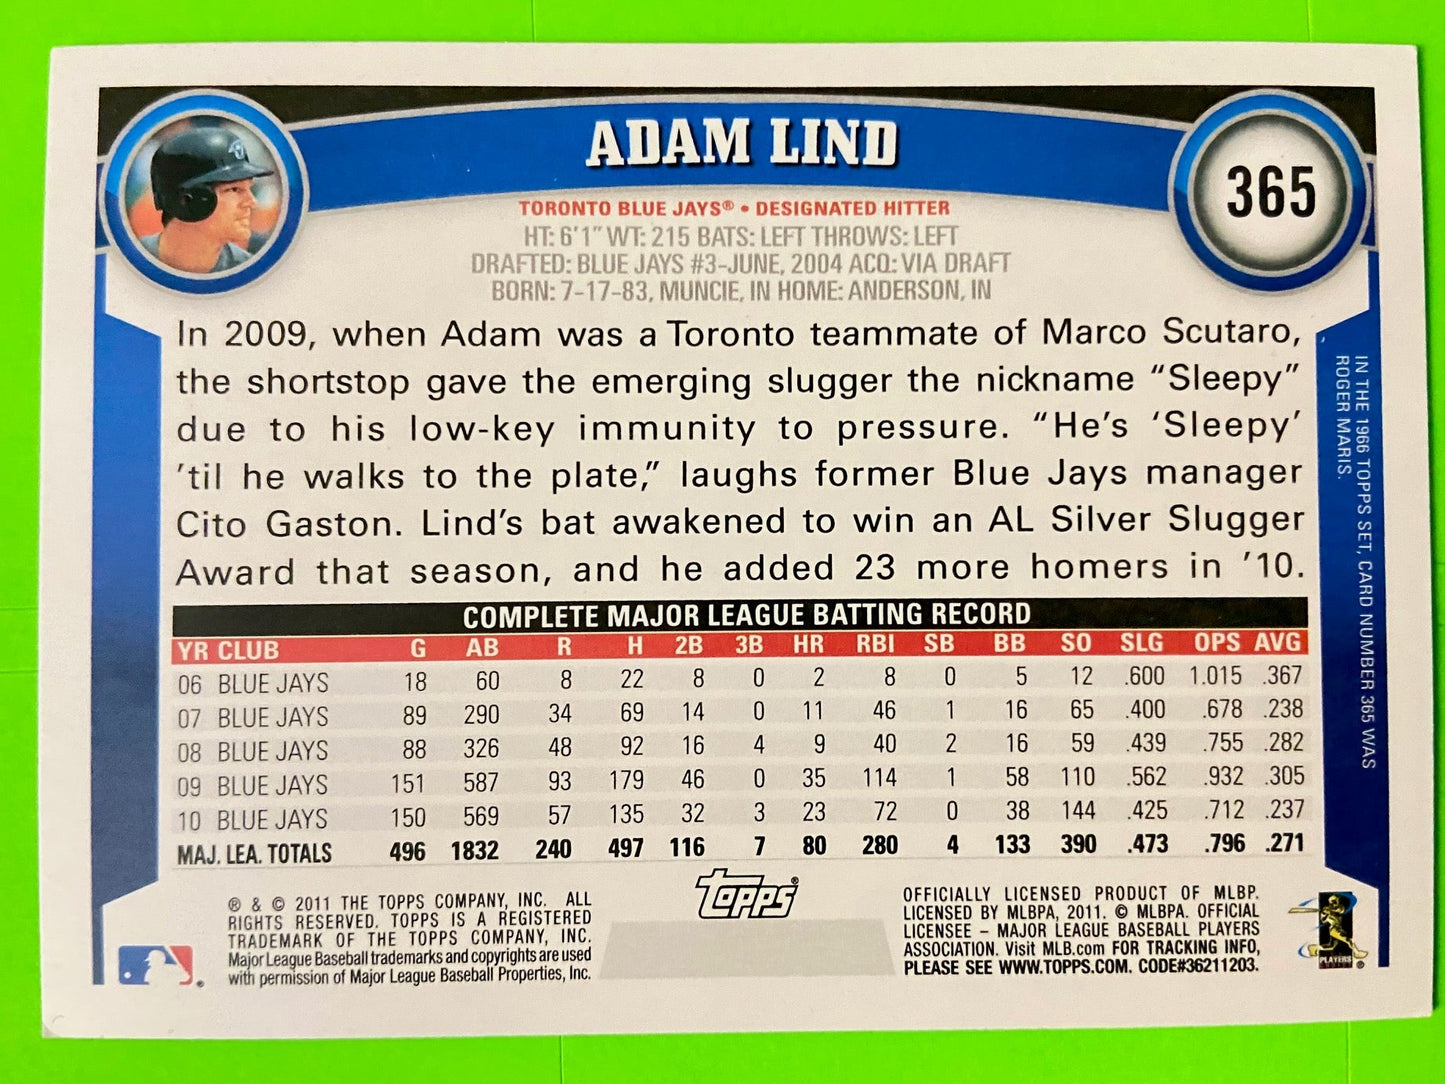 ADAM LIND
365
TORONTO BLUE JAYS® • DESIGNATED HITTER
HT: 6'1" WT: 215 BATS: LEFT THROWS: LEFT
DRAFTED: BLUE JAYS #3-JUNE, 2004 ACQ: VIA DRAFT
BORN: 7-17-83, MUNCIE, IN HOME: ANDERSON, IN
In 2009, when Adam was a Toronto teammate of Marco Scutaro,
the shortstop gave the emerging slugger the nickname “Sleepy”
due to his low-key immunity to pressure. “He’s ‘Sleepy’
’til he walks to the plate,” laughs former Blue Jays manager
Cito Gaston. Lind’s bat awakened to win an AL Silver Slugger
Award that season, and he added 23 more homers in ’10.
IN THE 1966 TOPPS SET, CARD NUMBER 365 WAS
ROGER MARIS.
COMPLETE MAJOR LEAGUE BATTING RECORD
YR CLUB G AB R H 2B 3B HR RBI SB BB SO SLG OPS AVG
06 BLUE JAYS 18 60 8 22 8 0 2 8 0 5 12 .600 1.015 .367
07 BLUE JAYS 89 290 34 69 14 0 11 46 1 16 65 .400 .678 .238
08 BLUE JAYS 88 326 48 92 16 4 9 40 2 16 59 .439 .755 .282
09 BLUE JAYS 151 587 93 179 46 0 35 114 1 58 110 .562 .932 .305
10 BLUE JAYS 150 569 57 135 32 3 23 72 0 38 144 .425 .712 .237
MAJ. LEA. TOTALS 496 1832 240 497 116 7 80 280 4 133 390 .473 .796 .271
® & © 2011 THE TOPPS COMPANY, INC. ALL
RIGHTS RESERVED. TOPPS IS A REGISTERED
TRADEMARK OF THE TOPPS COMPANY, INC.
Major League Baseball trademarks and copyrights are used
with permission of Major League Baseball Properties, Inc.
Topps®
OFFICIALLY LICENSED PRODUCT OF MLBP.
LICENSED BY MLBPA, 2011. © MLBPA. OFFICIAL
LICENSEE – MAJOR LEAGUE BASEBALL PLAYERS
ASSOCIATION. Visit MLB.com FOR TRACKING INFO,
PLEASE SEE WWW.TOPPS.COM. CODE#36211203.
PLAYERS